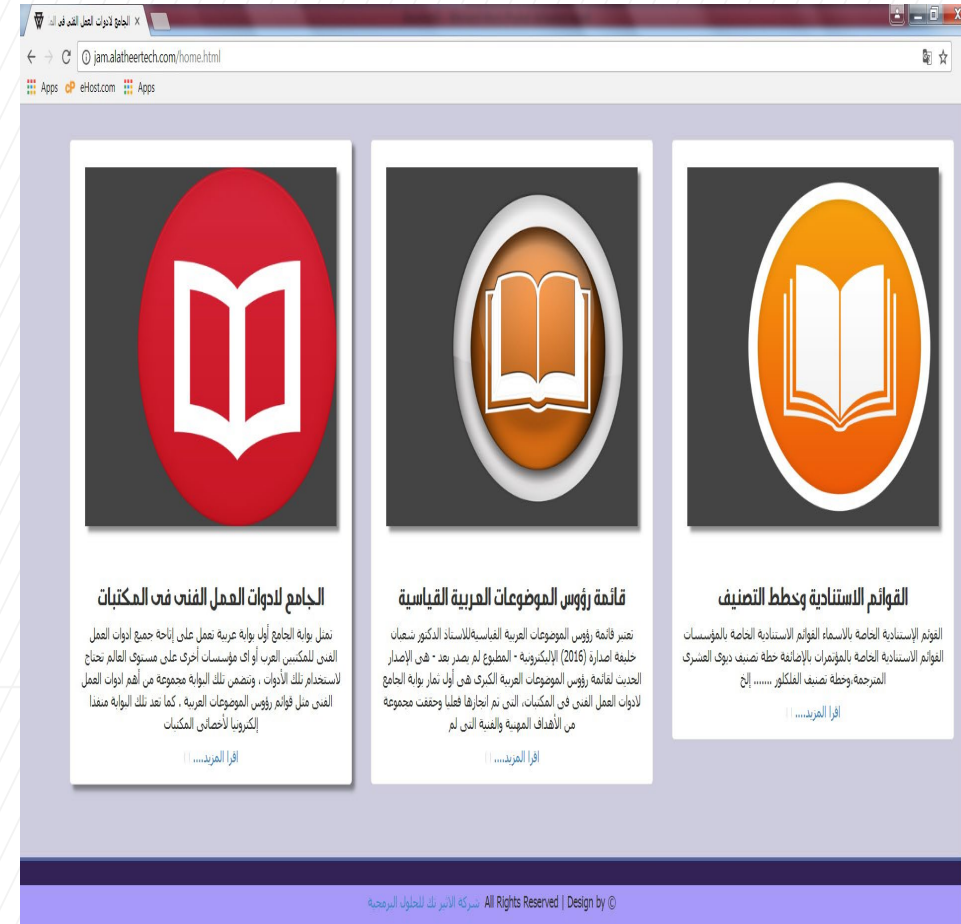 الجامع لادوات العمل الفنى فى الد
jam.alatheertech.com/home.html
Apps eHost.com Apps
القوائم الاستنادية وخطط التصنيف
القوئم الإستنادية الخاصة بالاسماء القوائم الاستنادية الخاصة بالمؤسسات
القوائم الاستنادية الخاصة بالمؤتمرات بالإضافة خطة تصنيف ديوى العشرى
المترجمة،وخطة تصنيف الفلكلور ....... إلخ
اقرا المزيد.....
قائمة رؤوس الموضوعات العربية القياسية
تعتبر قائمة رؤوس الموضوعات العربية القياسيةللاستاذ الدكتور شعبان
خليفة اصدارة (2016) الإليكترونية - المطبوع لم يصدر بعد - هى الإصدار
الحديث لقائمة رؤوس الموضوعات العربية الكبرى هى أول ثمار بوابة الجامع
لادوات العمل الفنى فى المكتبات، التى تم انجازها فعليا وحققت مجموعة
من الأهداف المهنية والفنية التى لم
اقرا المزيد.....
الجامع لادوات العمل الفنى فى المكتبات
تمثل بوابة الجامع أول بوابة عربية تعمل على إتاحة جميع ادوات العمل
الفنى للمكتبين العرب أو اى مؤسسات أخرى على مستوى العالم تحتاج
لاستخدام تلك الأدوات ، وتتضمن تلك البوابة مجموعة من أهم ادوات العمل
الفنى مثل قوائم رؤوس الموضوعات العربية . كما تعد تلك البوابة منفذا
إلكترونيا لأخصائى المكتبات
اقرا المزيد.....
© All Rights Reserved | Design by شركة الاثير تك للحلول البرمجية